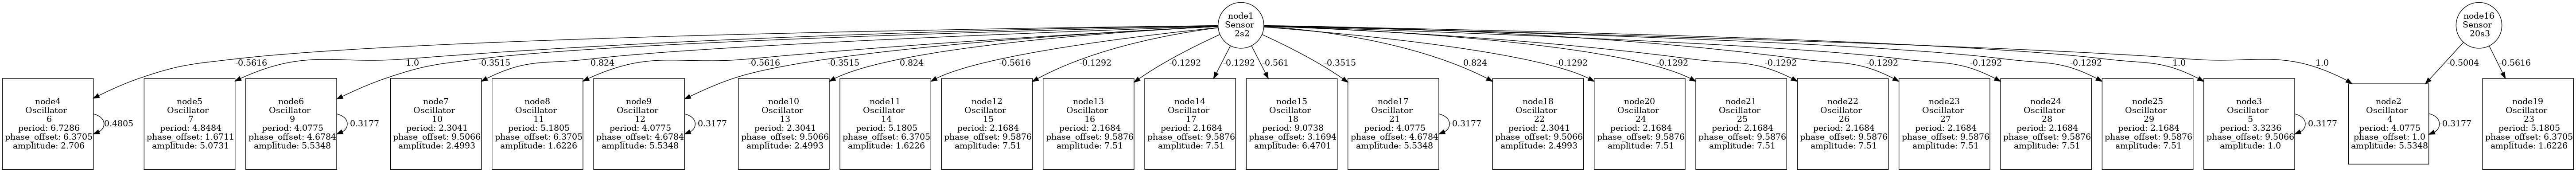 node1
Sensor
2s2
node16
Sensor
20s3
-0.5616
1.0
-0.3515
0.824
-0.5616
-0.3515
0.824
-0.5616
-0.1292
-0.1292
-0.1292
-0.561
-0.3515
0.824
-0.1292
-0.1292
-0.1292
-0.1292
-0.1292
-0.1292
1.0
1.0
-0.5004
-0.5616
node4
Oscillator
6
period: 6.7286
phase_offset: 6.3705
amplitude: 2.706
0.4805
node5
Oscillator
7
period: 4.8484
phase_offset: 1.6711
amplitude: 5.0731
node6
Oscillator
9
period: 4.0775
phase_offset: 4.6784
amplitude: 5.5348
-0.3177
node7
Oscillator
10
period: 2.3041
phase_offset: 9.5066
amplitude: 2.4993
node8
Oscillator
11
period: 5.1805
phase_offset: 6.3705
amplitude: 1.6226
node9
Oscillator
12
period: 4.0775
phase_offset: 4.6784
amplitude: 5.5348
-0.3177
node10
Oscillator
13
period: 2.3041
phase_offset: 9.5066
amplitude: 2.4993
node11
Oscillator
14
period: 5.1805
phase_offset: 6.3705
amplitude: 1.6226
node12
Oscillator
15
period: 2.1684
phase_offset: 9.5876
amplitude: 7.51
node13
Oscillator
16
period: 2.1684
phase_offset: 9.5876
amplitude: 7.51
node14
Oscillator
17
period: 2.1684
phase_offset: 9.5876
amplitude: 7.51
node15
Oscillator
18
period: 9.0738
phase_offset: 3.1694
amplitude: 6.4701
node17
Oscillator
21
period: 4.0775
phase_offset: 4.6784
amplitude: 5.5348
-0.3177
node18
Oscillator
22
period: 2.3041
phase_offset: 9.5066
amplitude: 2.4993
node20
Oscillator
24
period: 2.1684
phase_offset: 9.5876
amplitude: 7.51
node21
Oscillator
25
period: 2.1684
phase_offset: 9.5876
amplitude: 7.51
node22
Oscillator
26
period: 2.1684
phase_offset: 9.5876
amplitude: 7.51
node23
Oscillator
27
period: 2.1684
phase_offset: 9.5876
amplitude: 7.51
node24
Oscillator
28
period: 2.1684
phase_offset: 9.5876
amplitude: 7.51
node25
Oscillator
29
period: 2.1684
phase_offset: 9.5876
amplitude: 7.51
node3
Oscillator
5
period: 3.3236
phase_offset: 9.5066
amplitude: 1.0
-0.3177
node2
Oscillator
4
period: 4.0775
phase_offset: 1.0
amplitude: 5.5348
-0.3177
node19
Oscillator
23
period: 5.1805
phase_offset: 6.3705
amplitude: 1.6226